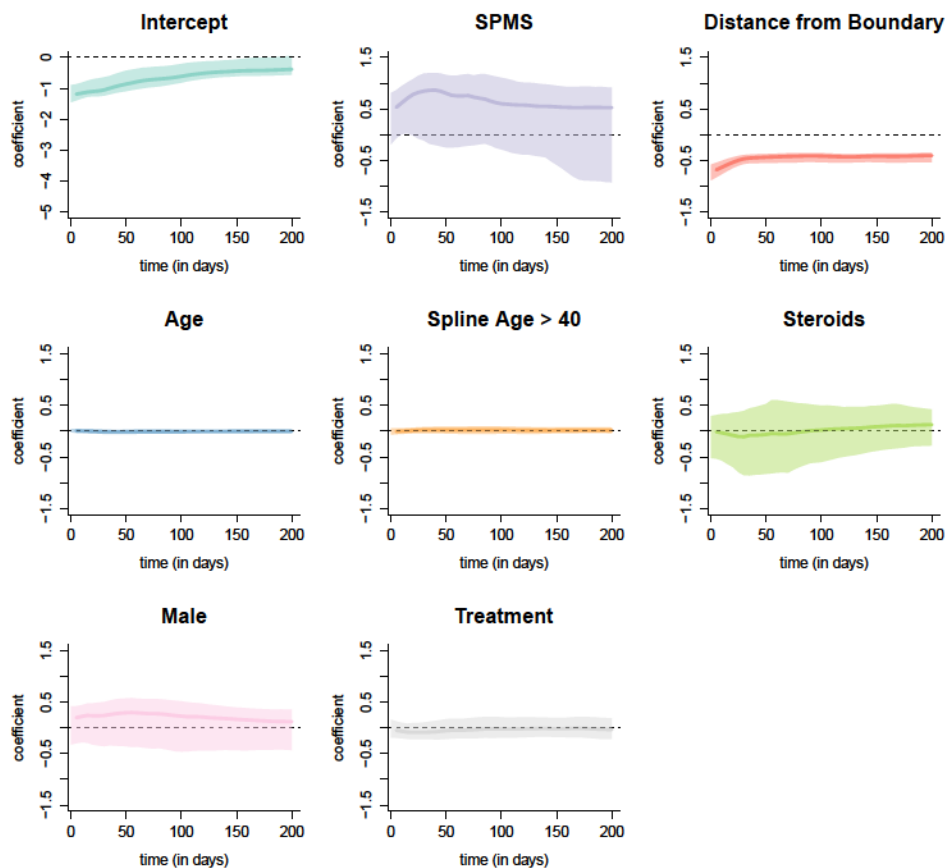 Intercept
coefficient
0
−1
−2
−3
−4
−5
0 50 100 150 200
time (in days)
SPMS
coefficient
1.5
0.5
−0.5
−1.5
0 50 100 150 200
time (in days)
Distance from Boundary
coefficient
1.5
0.5
−0.5
−1.5
0 50 100 150 200
time (in days)
Age
coefficient
1.5
0.5
−0.5
−1.5
0 50 100 150 200
time (in days)
Spline Age > 40
coefficient
1.5
0.5
−0.5
−1.5
0 50 100 150 200
time (in days)
Steroids
coefficient
1.5
0.5
−0.5
−1.5
0 50 100 150 200
time (in days)
Male
coefficient
1.5
0.5
−0.5
−1.5
0 50 100 150 200
time (in days)
Treatment
coefficient
1.5
0.5
−0.5
−1.5
0 50 100 150 200
time (in days)